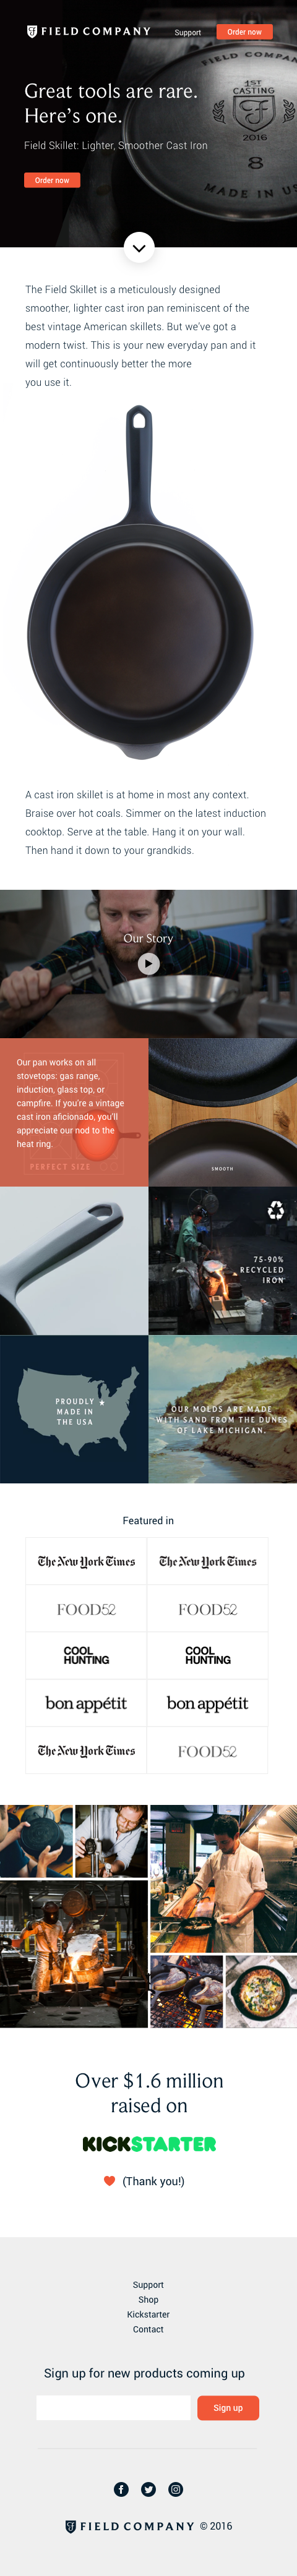 FIELD COMPANY
Support
Order now
Great tools are rare.
Here's one.
Field Skillet: Lighter, Smoother Cast Iron
Order now
COMPANY
1ST
CASTING
2016
8
MADE IN US
The Field Skillet is a meticulously designed
smoother, lighter cast iron pan reminiscent of the
best vintage American skillets. But we've got a
modern twist. This is your new everyday pan and it
will get continuously better the more
you use it.
A cast iron skillet is at home in most any context.
Braise over hot coals. Simmer on the latest induction
cooktop. Serve at the table. Hang it on your wall.
Then hand it down to your grandkids.
Our Story
Our pan works on all
stovetops: gas range,
induction, glass top, or
campfire. If you're a vintage
cast iron aficionado, you'll
appreciate our nod to the
heat ring.
PERFECT SIZE
SMOOTH
75-90%
RECYCLED
IRON
PROUDLY
MADE IN
THE USA
OUR MOLDS ARE MADE
WITH SAND FROM THE DUNES
OF LAKE MICHIGAN.
Featured in
The New York Times
The New York Times
FOOD52
FOOD52
COOL
HUNTING
COOL
HUNTING
bon appétit
bon appétit
The New York Times
FOOD52
Over $1.6 million
raised on
KICKSTARTER
(Thank you!)
Support
Shop
Kickstarter
Contact
Sign up for new products coming up
Sign up
FIELD COMPANY © 2016